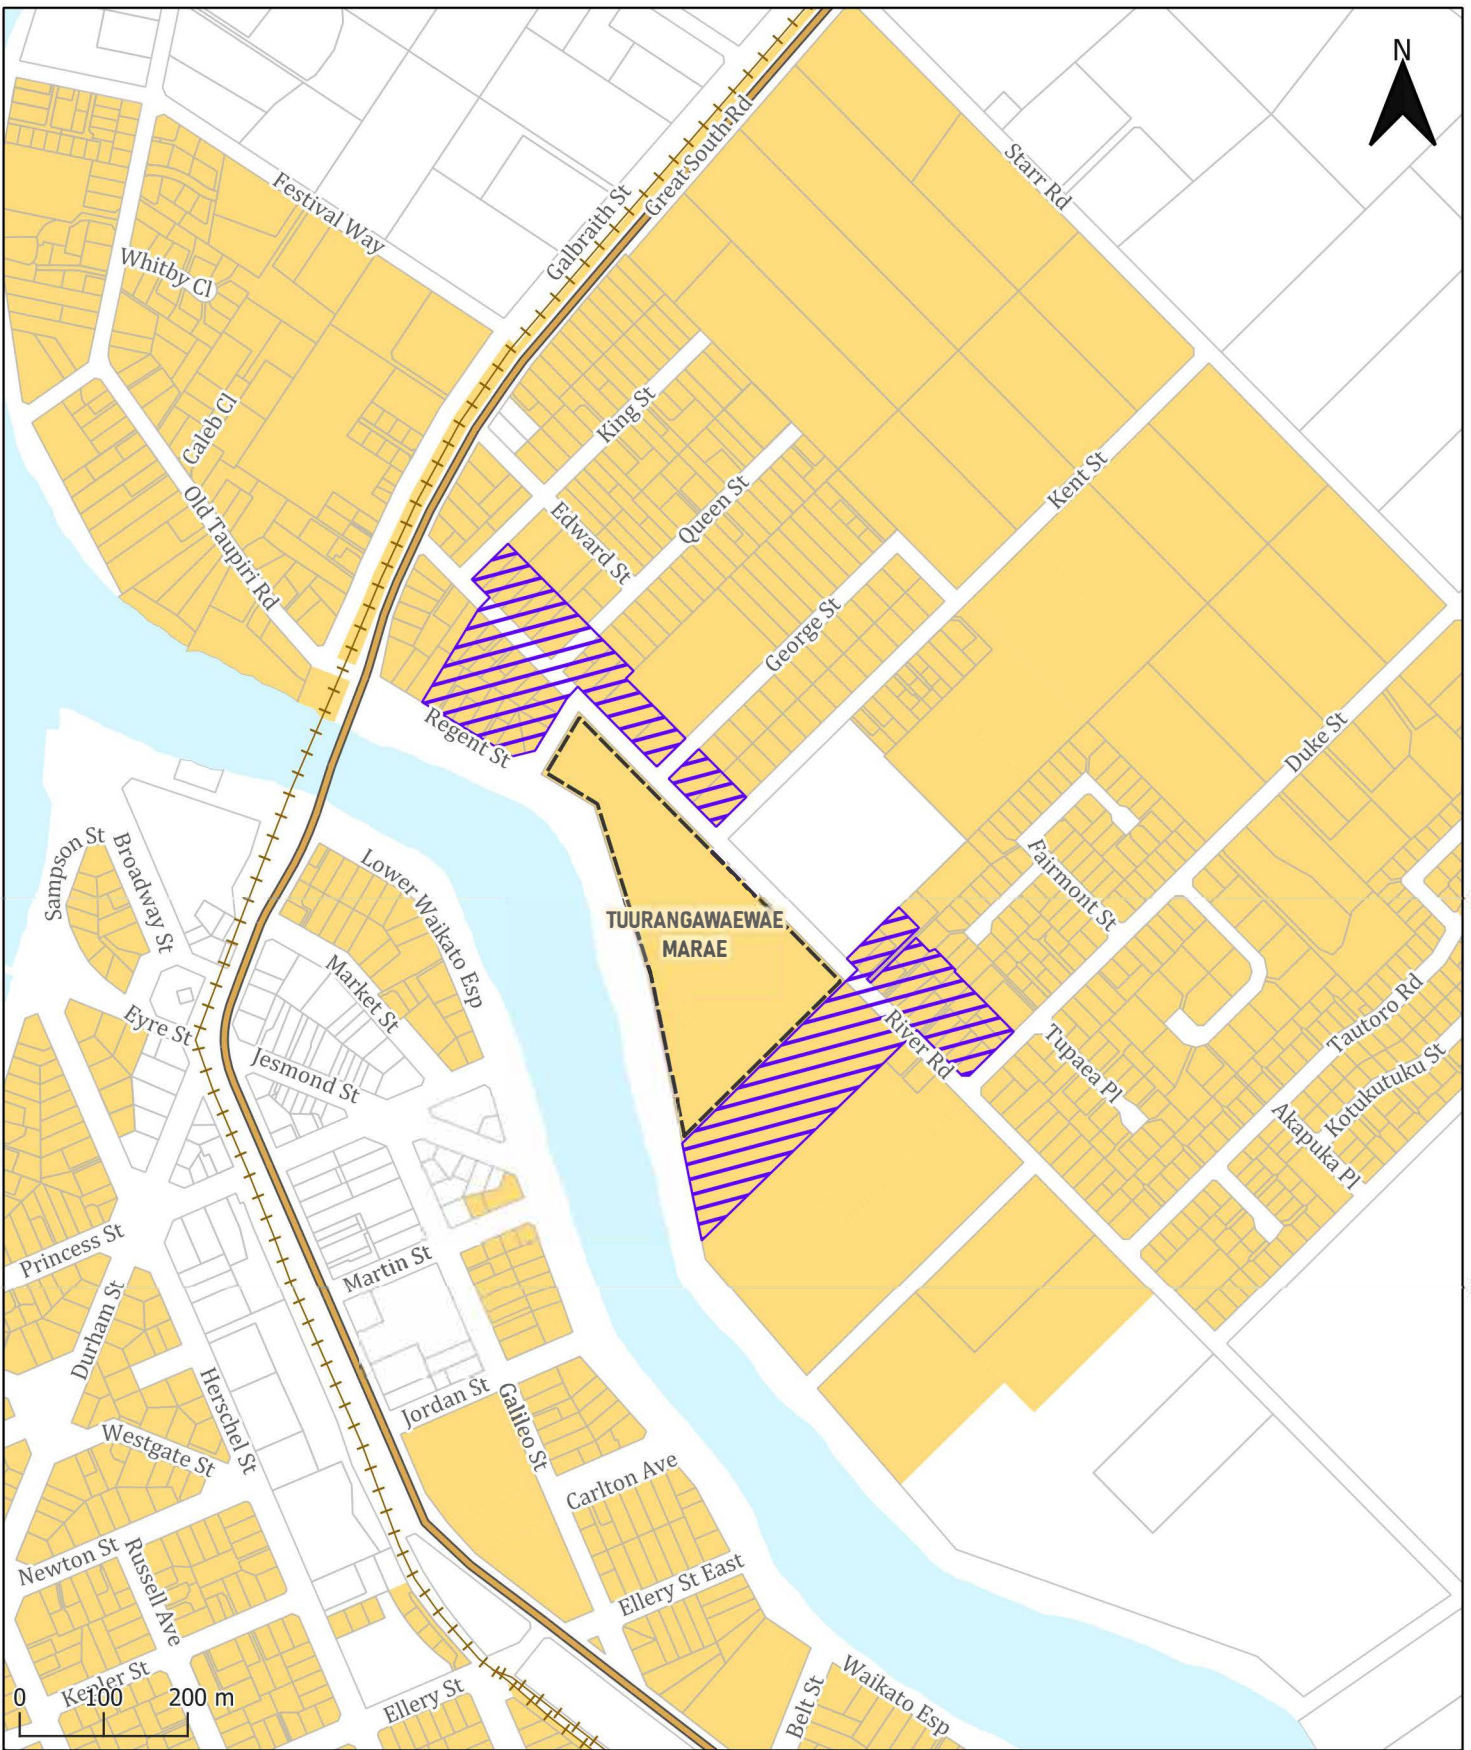 N
Starr Rd
Great South Rd
Galbraith St
Festival Way
Whitby Cl
King St
Caleb Cl
Kent St
Queen St
Old Taupiri Rd
Edward St
George St
Regent St
Duke St
Sampson St
Broadway St
Lower Waikato Esp
Fairmont St
TUURANGAWAEWAE
MARAE
Market St
Eyre St
River Rd
Tautoro Rd
Jesmond St
Tupaea Pl
Kotukutuku St
Akapuka Pl
Princess St
Martin St
Durham St
Herschel St
Jordan St
Galileo St
Westgate St
Carlton Ave
Newton St
Russell Ave
Ellery St East
Kepler St
Ellery St
Belt St
Waikato Esp
0 100 200 m